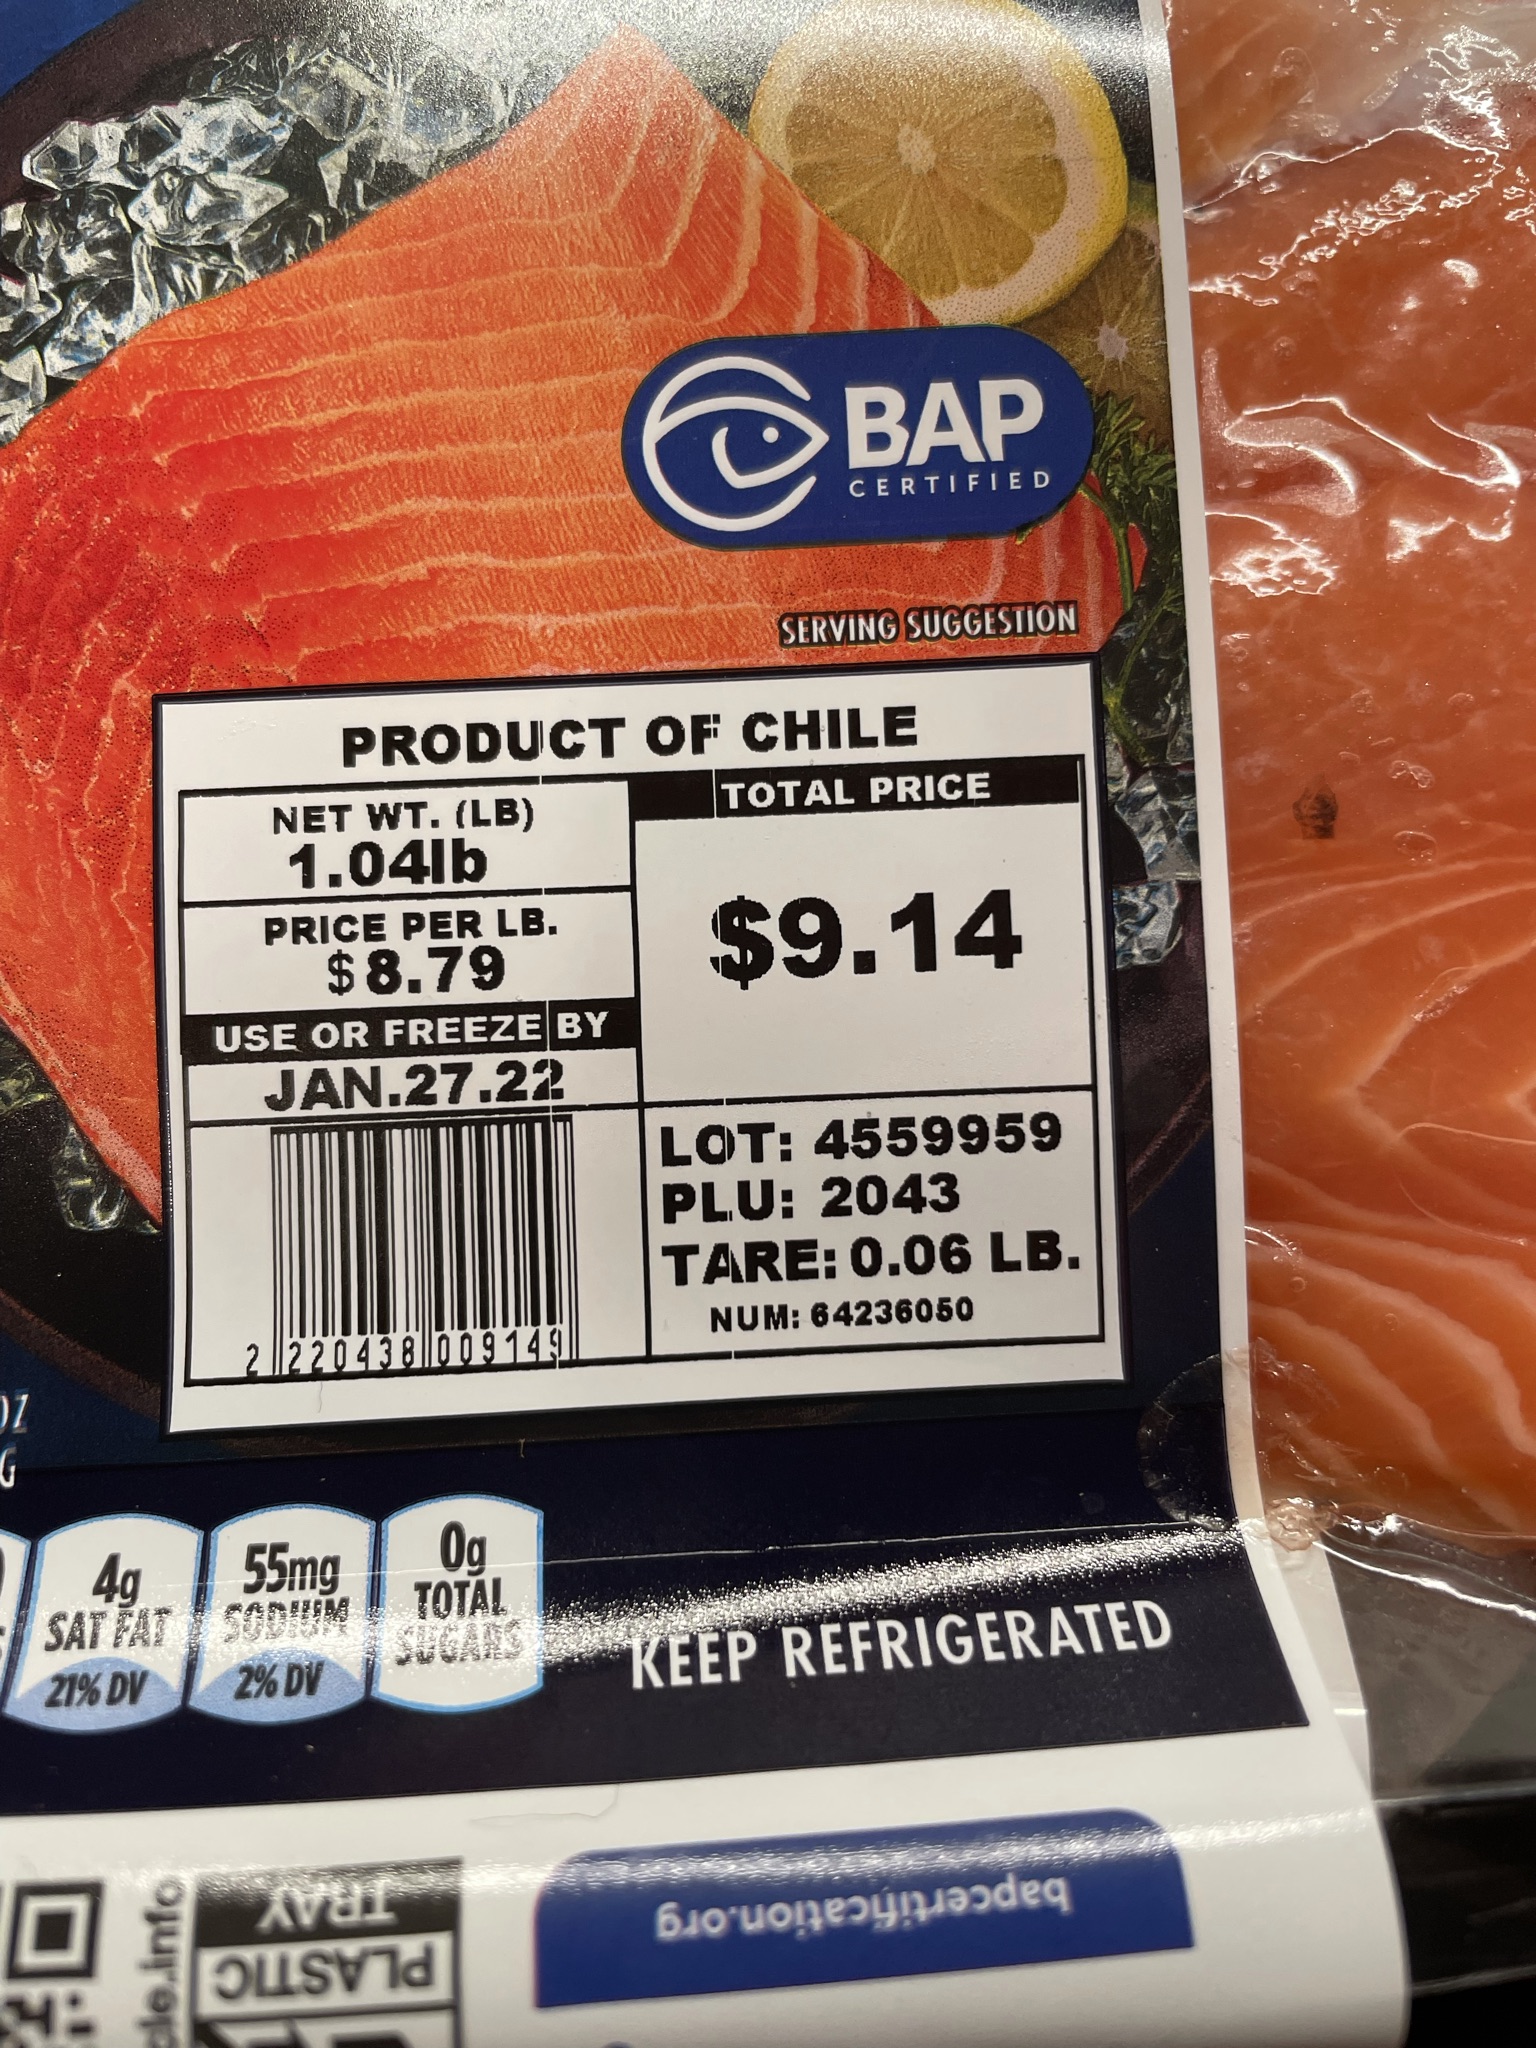 BAP
CERTIFIED
SERVING SUGGESTION
PRODUCT OF CHILE
NET WT. (LB)
1.04lb
PRICE PER LB.
$8.79
USE OR FREEZE BY
JAN.27.22
TOTAL PRICE
$9.14
LOT: 4559959
PLU: 2043
TARE: 0.06 LB.
NUM: 64236050
2 220438 009149
OZ
G
4g
SAT FAT
21% DV
55mg
SODIUM
2% DV
0g
TOTAL
SUGARS
KEEP REFRIGERATED
bapcertification.org
TRAY
PLASTIC
cle.info